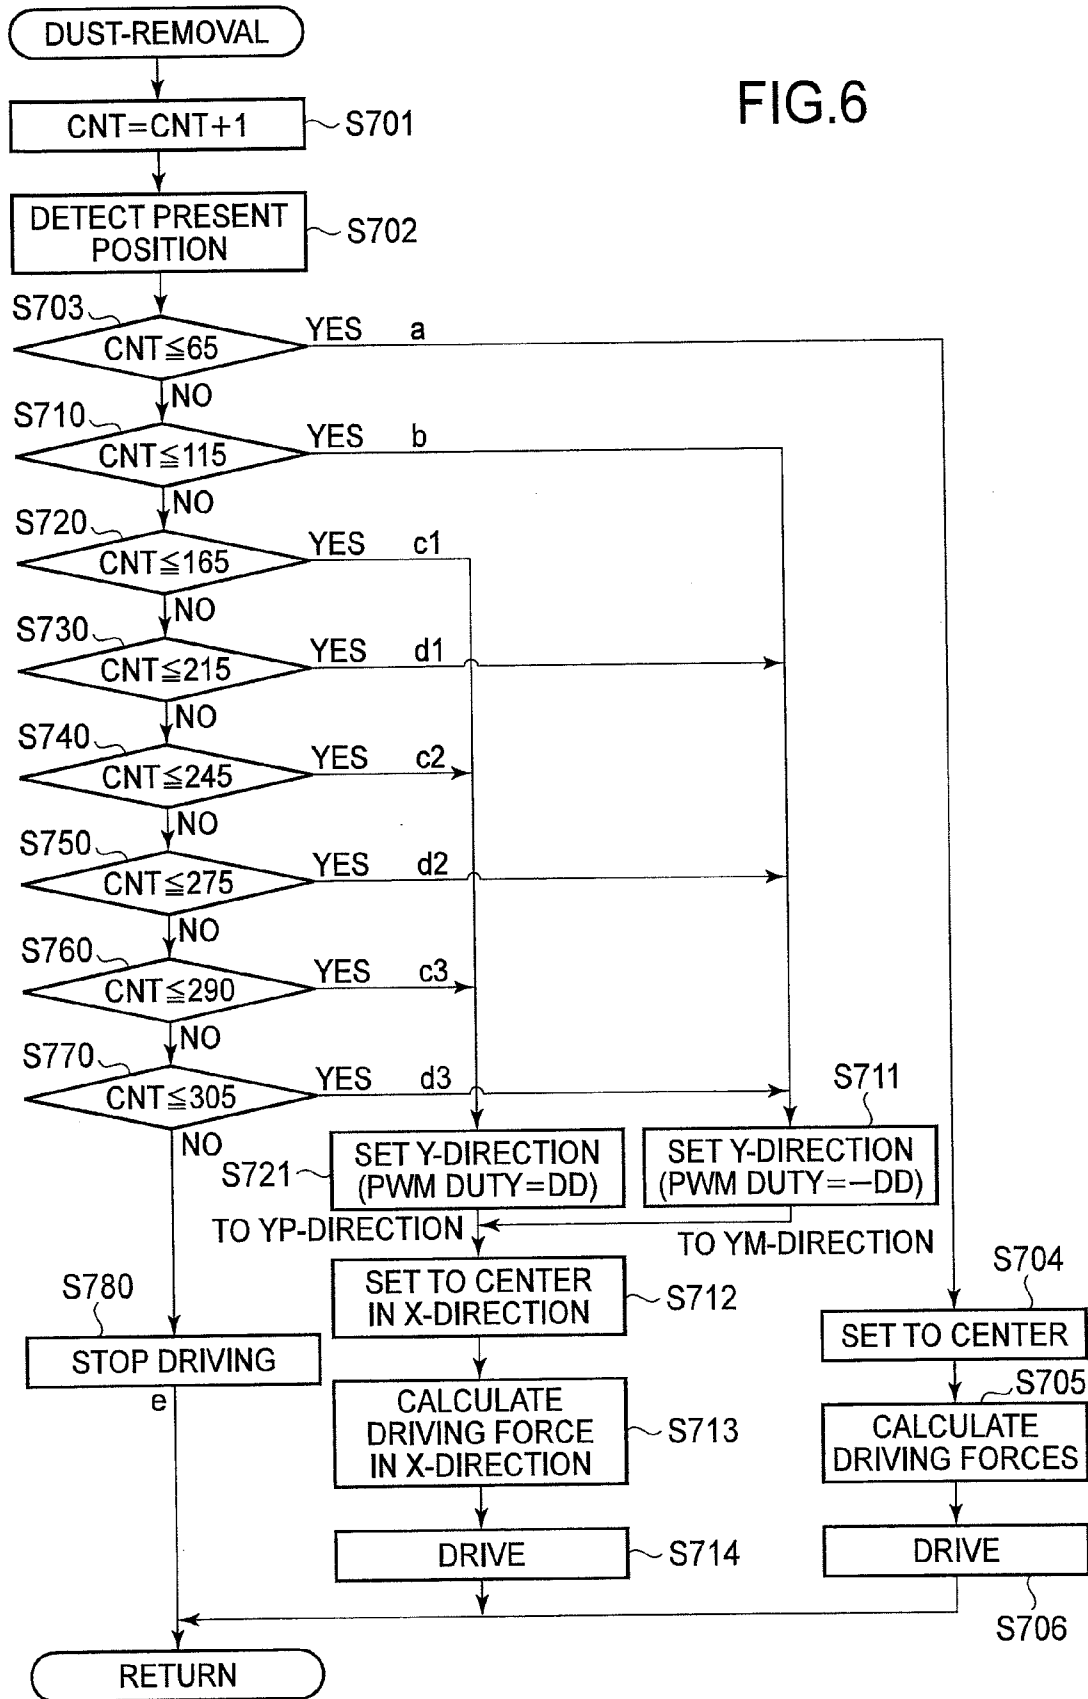 DUST-REMOVAL
FIG.6
CNT=CNT+1
S701
DETECT PRESENT
POSITION
S702
S703
CNT≦65
YES a
NO
S710
CNT≦115
YES b
NO
S720
CNT≦165
YES c1
NO
S730
CNT≦215
YES d1
NO
S740
CNT≦245
YES c2
NO
S750
CNT≦275
YES d2
NO
S760
CNT≦290
YES c3
NO
S770
CNT≦305
YES d3
NO
S721
SET Y-DIRECTION
(PWM DUTY=DD)
S711
SET Y-DIRECTION
(PWM DUTY=−DD)
TO YP-DIRECTION
TO YM-DIRECTION
S780
STOP DRIVING
e
SET TO CENTER
IN X-DIRECTION
S712
S704
SET TO CENTER
CALCULATE
DRIVING FORCE
IN X-DIRECTION
S713
S705
CALCULATE
DRIVING FORCES
DRIVE
S714
DRIVE
S706
RETURN